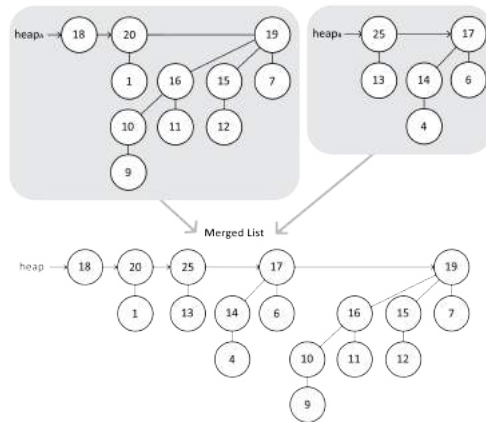 heapA 18 20 19
1 16 15 7
10 11 12
9
heapB 25 17
13 14 6
4
Merged List
heap 18 20 25 17 19
1 13 14 6 16 15 7
4 10 11 12
9